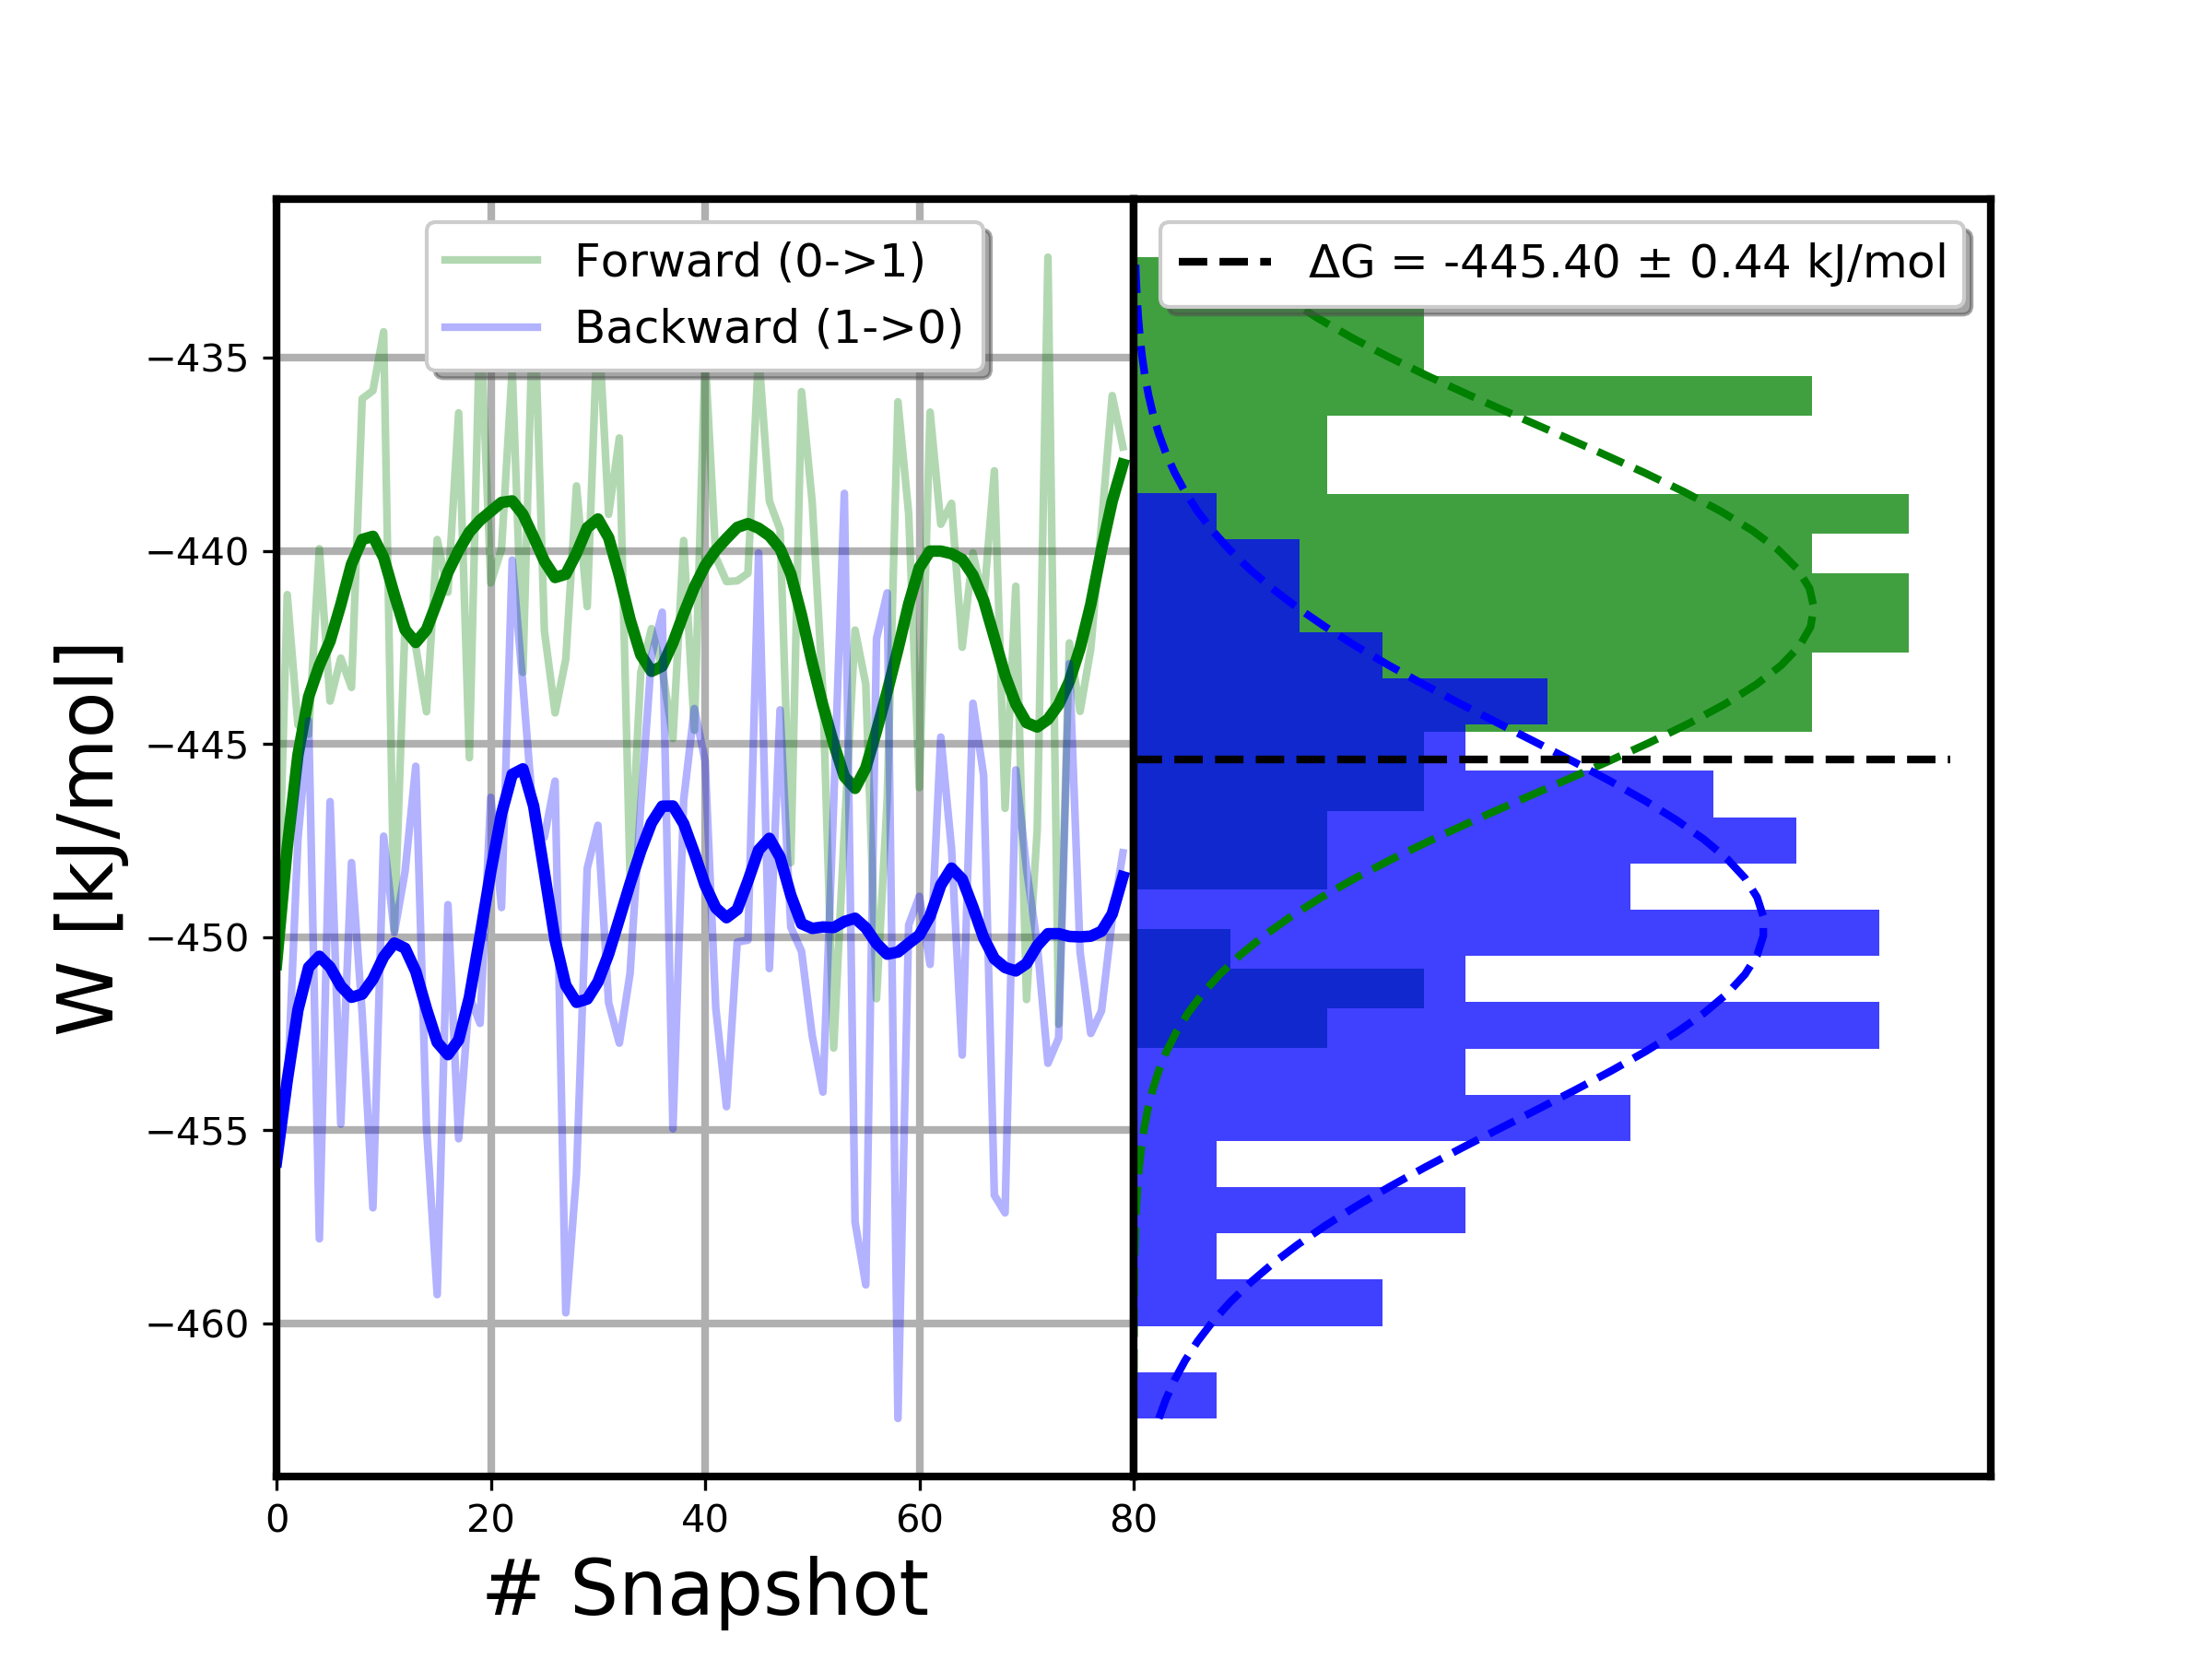 Forward (0->1)
Backward (1->0)
ΔG = -445.40 ± 0.44 kJ/mol
W [kJ/mol]
−435
−440
−445
−450
−455
−460
0 20 40 60 80
# Snapshot